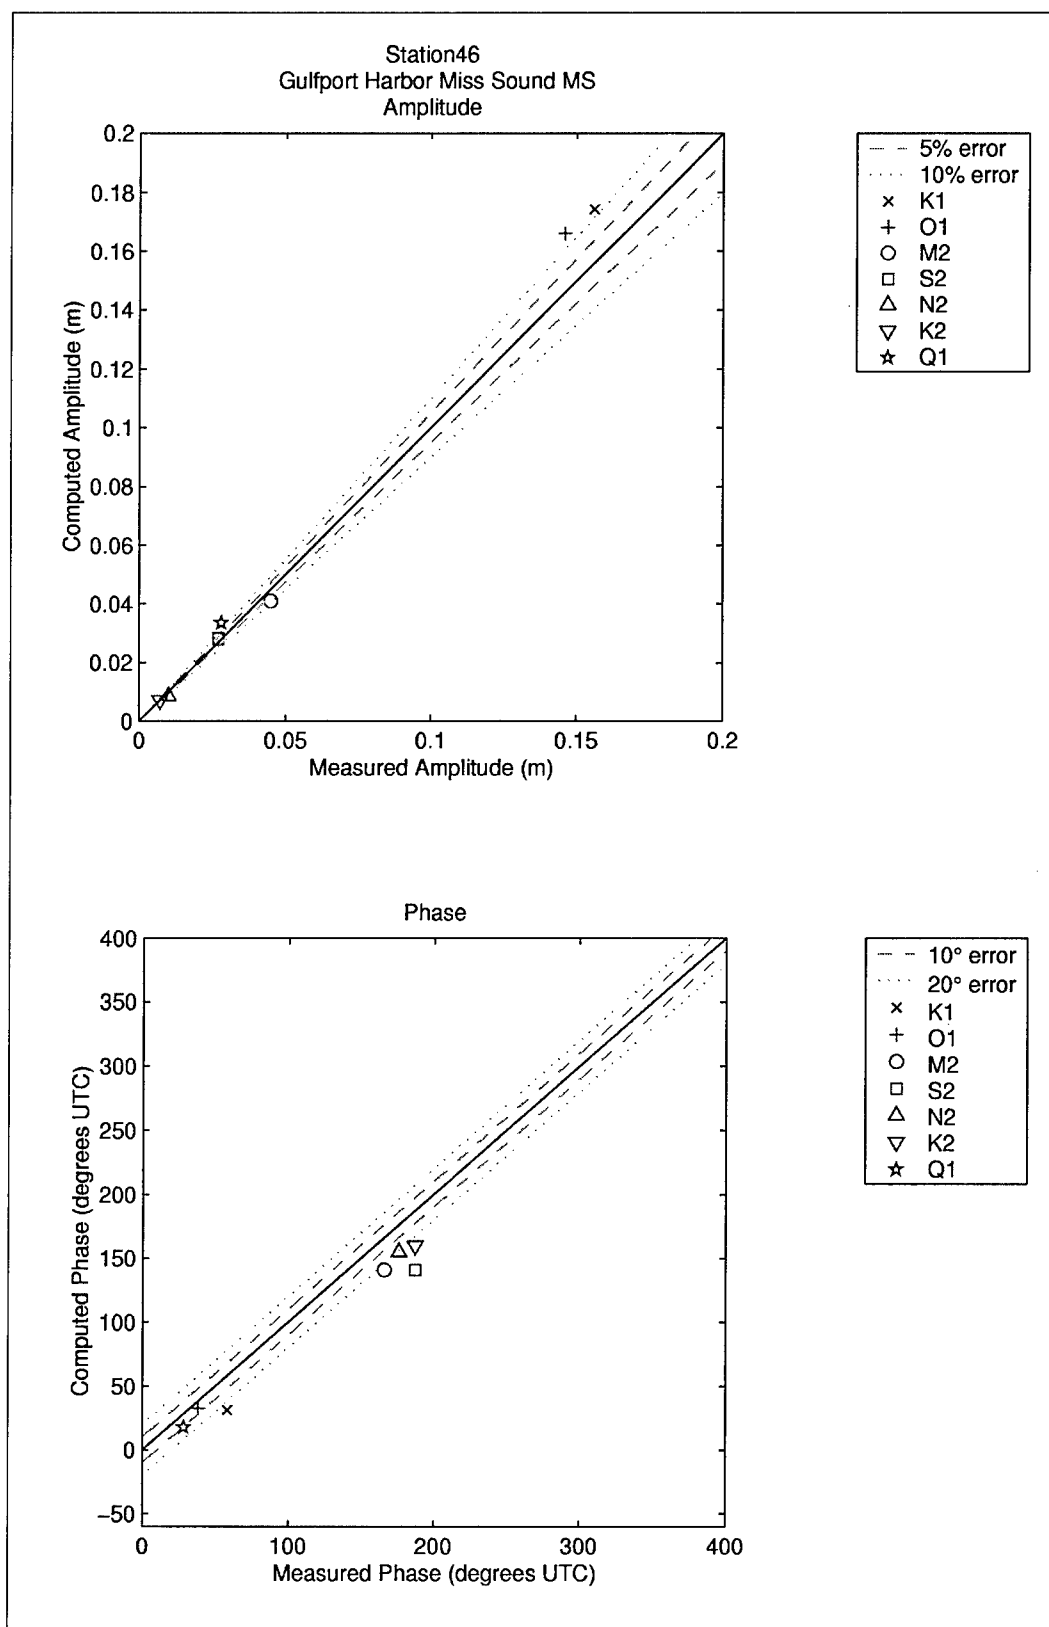 Station46
Gulfport Harbor Miss Sound MS
Amplitude
0.2
0.18
0.16
0.14
0.12
0.1
0.08
0.06
0.04
0.02
0
Computed Amplitude (m)
0 0.05 0.1 0.15 0.2
Measured Amplitude (m)
5% error
10% error
K1
O1
M2
S2
N2
K2
Q1
Phase
400
350
300
250
200
150
100
50
0
−50
Computed Phase (degrees UTC)
0 100 200 300 400
Measured Phase (degrees UTC)
10° error
20° error
K1
O1
M2
S2
N2
K2
Q1